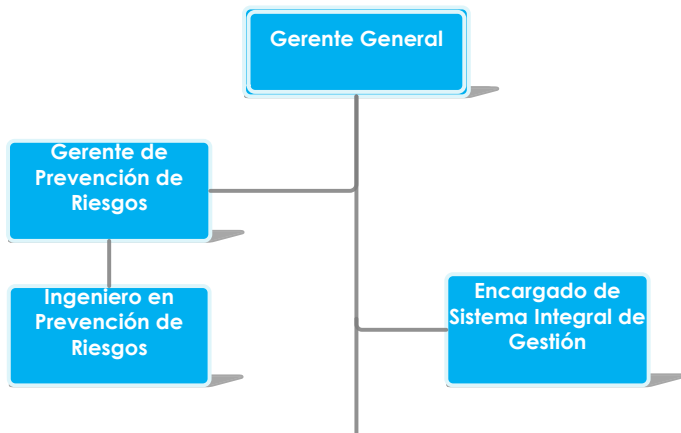 Gerente General
Gerente de
Prevención de
Riesgos
Ingeniero en
Prevención de
Riesgos
Encargado de
Sistema Integral de
Gestión